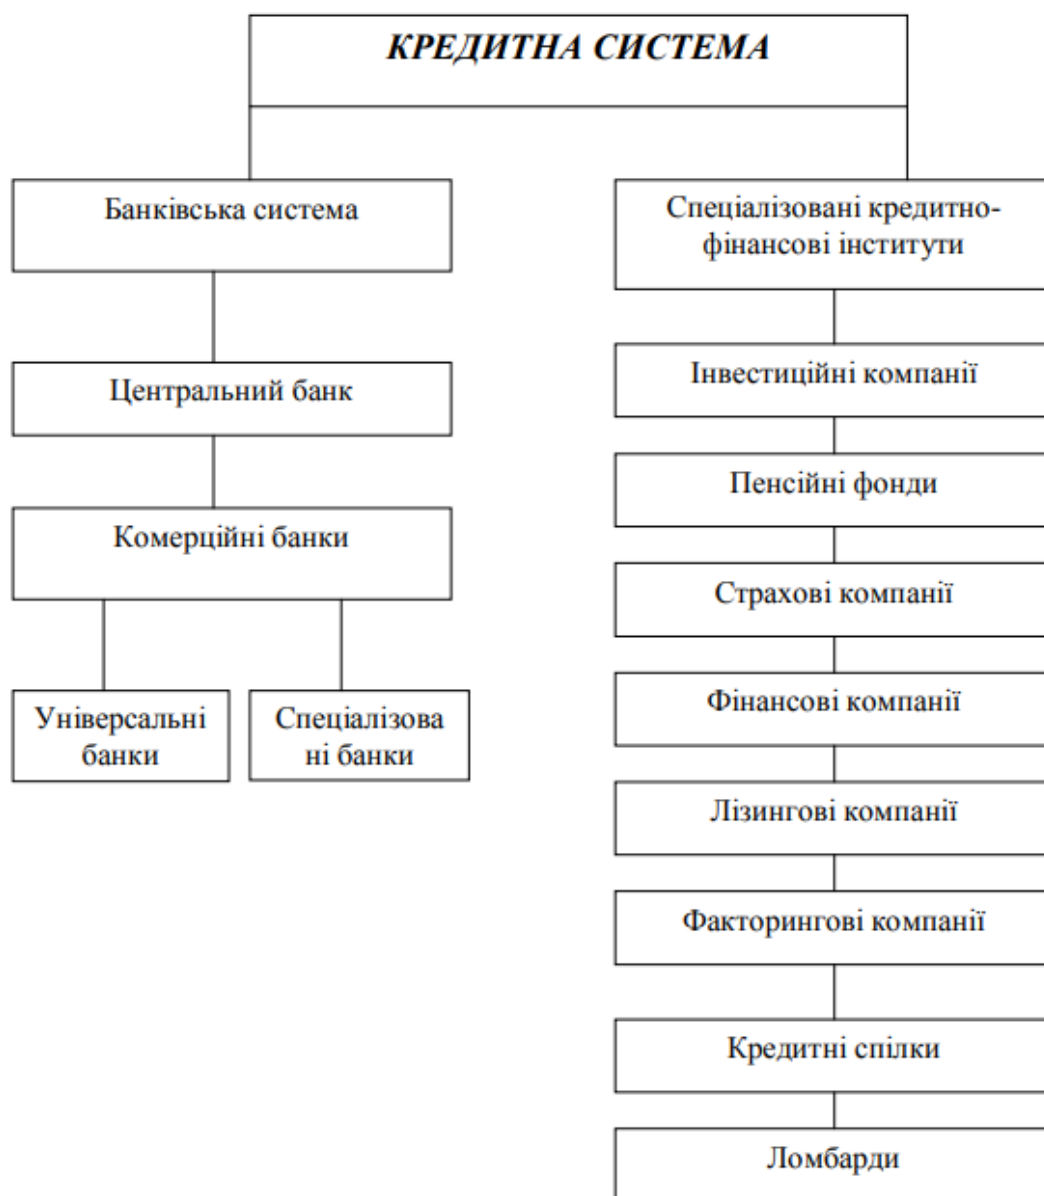 КРЕДИТНА СИСТЕМА
Банківська система
Центральний банк
Комерційні банки
Універсальні
банки
Спеціалізова
ні банки
Спеціалізовані кредитно-
фінансові інститути
Інвестиційні компанії
Пенсійні фонди
Страхові компанії
Фінансові компанії
Лізингові компанії
Факторингові компанії
Кредитні спілки
Ломбарди